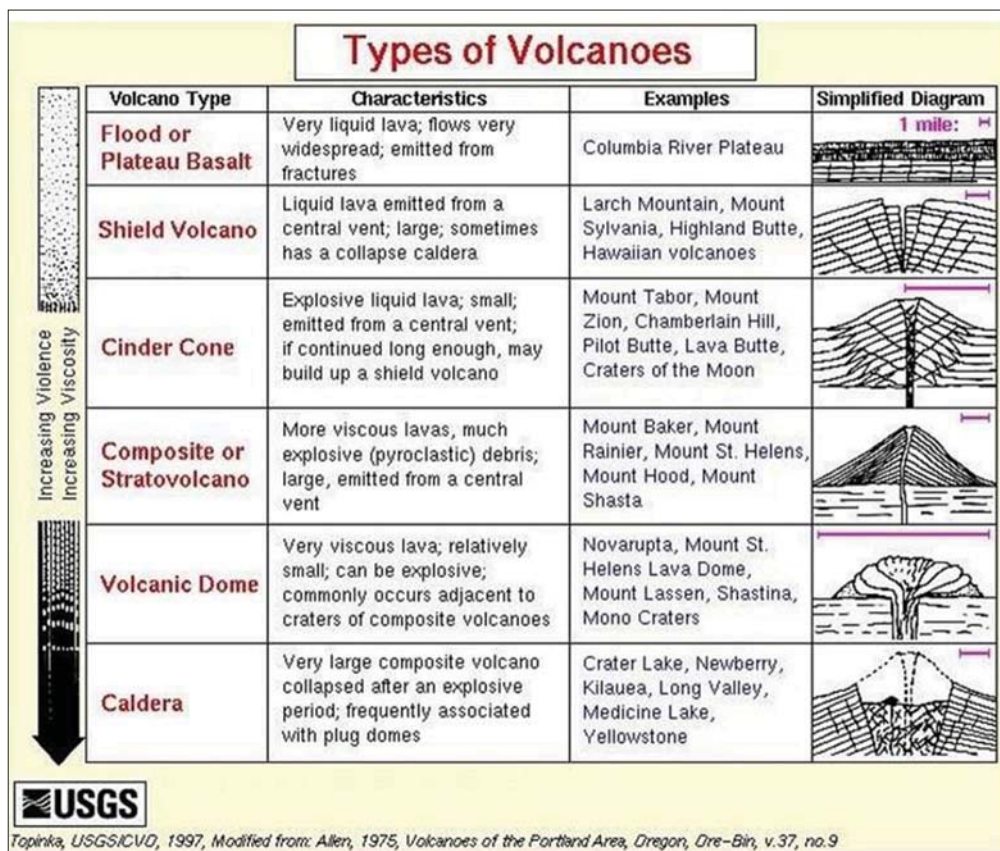 Types of Volcanoes
Volcano Type
Characteristics
Examples
Simplified Diagram
Flood or
Plateau Basalt
Very liquid lava; flows very
widespread; emitted from
fractures
Columbia River Plateau
1 mile:
Shield Volcano
Liquid lava emitted from a
central vent; large; sometimes
has a collapse caldera
Larch Mountain, Mount
Sylvania, Highland Butte,
Hawaiian volcanoes
Cinder Cone
Explosive liquid lava; small;
emitted from a central vent;
if continued long enough, may
build up a shield volcano
Mount Tabor, Mount
Zion, Chamberlain Hill,
Pilot Butte, Lava Butte,
Craters of the Moon
Composite or
Stratovolcano
More viscous lavas, much
explosive (pyroclastic) debris;
large, emitted from a central
vent
Mount Baker, Mount
Rainier, Mount St. Helens,
Mount Hood, Mount
Shasta
Volcanic Dome
Very viscous lava; relatively
small; can be explosive;
commonly occurs adjacent to
craters of composite volcanoes
Novarupta, Mount St.
Helens Lava Dome,
Mount Lassen, Shastina,
Mono Craters
Caldera
Very large composite volcano
collapsed after an explosive
period; frequently associated
with plug domes
Crater Lake, Newberry,
Kilauea, Long Valley,
Medicine Lake,
Yellowstone
Increasing Violence
Increasing Viscosity
USGS
Topinka, USGS/CVO, 1997, Modified from: Allen, 1975, Volcanoes of the Portland Area, Oregon, Ore-Bin, v.37, no.9